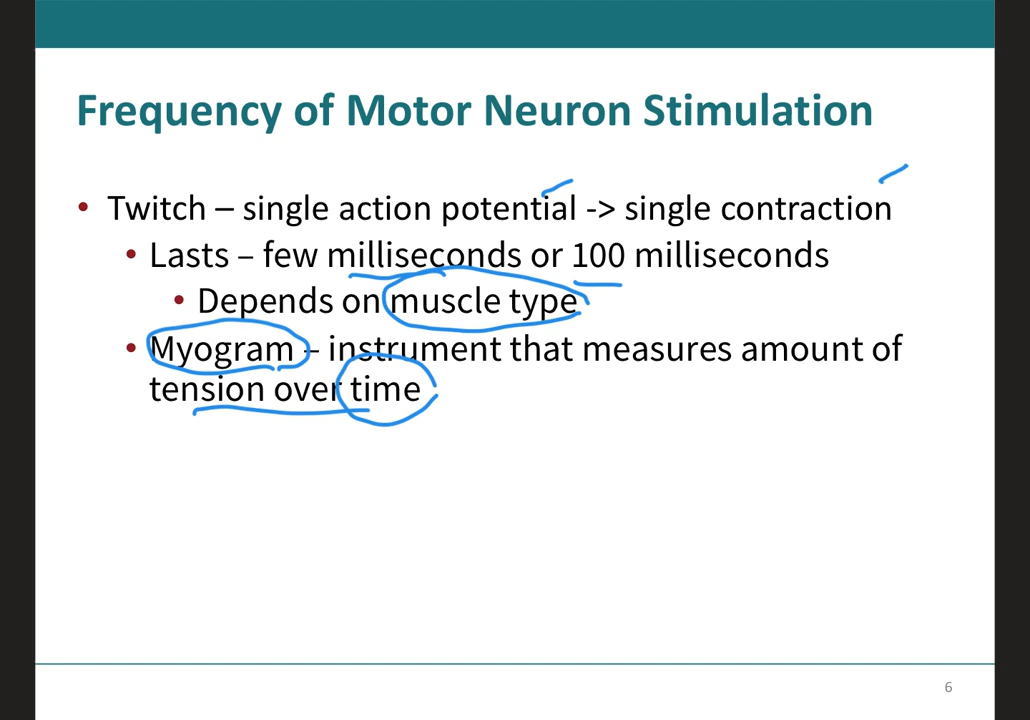 Frequency of Motor Neuron Stimulation
• Twitch – single action potential -> single contraction
• Lasts – few milliseconds or 100 milliseconds
• Depends on muscle type
• Myogram – instrument that measures amount of
tension over time
6